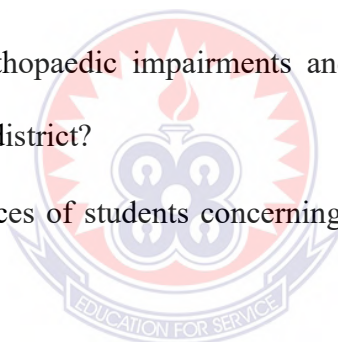 thopaedic impairments an
district?
ces of students concerning
EDUCATION FOR SERVICE